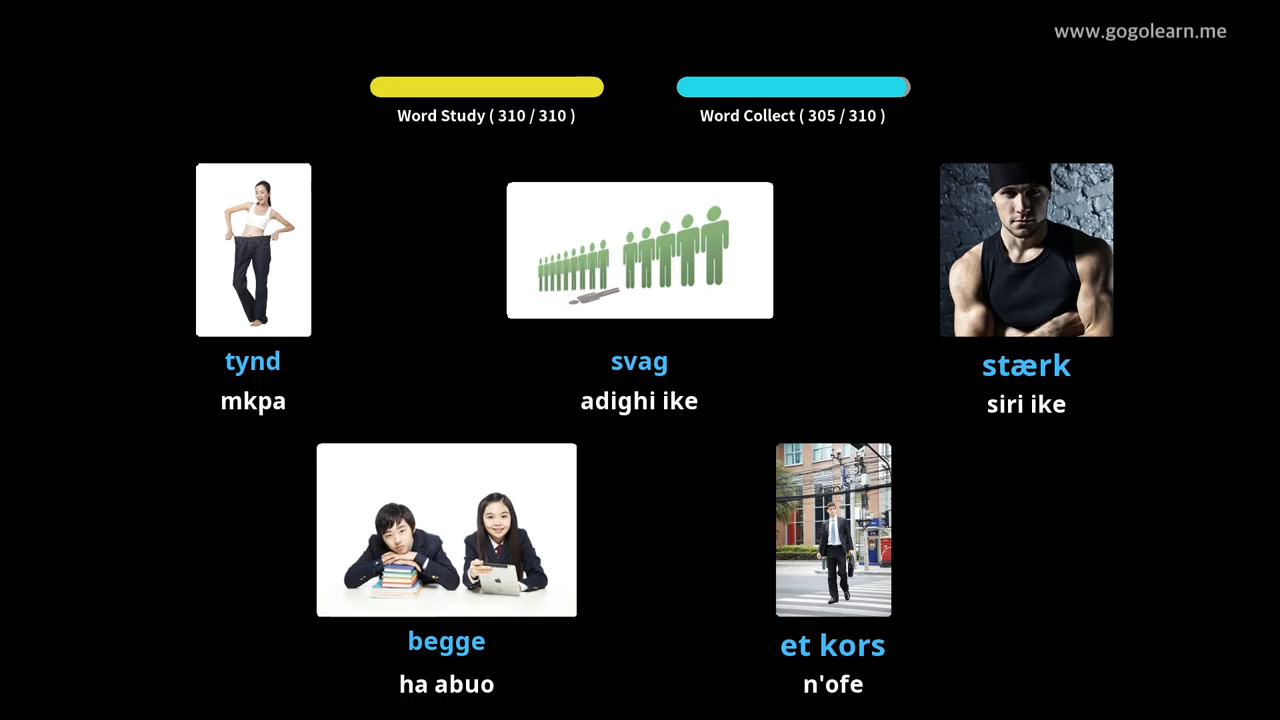 www.gogolearn.me
Word Study ( 310 / 310 )
Word Collect ( 305 / 310 )
tynd
mkpa
svag
adighi ike
stærk
siri ike
begge
ha abuo
et kors
n'ofe